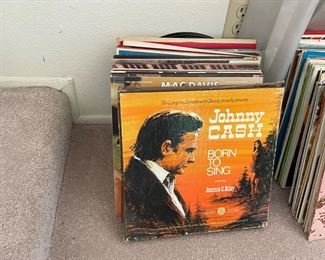 MAC DAVIS
The Longines Symphonette Society proudly presents
Johnny
CASH
BORN
TO
SING
Jeannie C. Riley